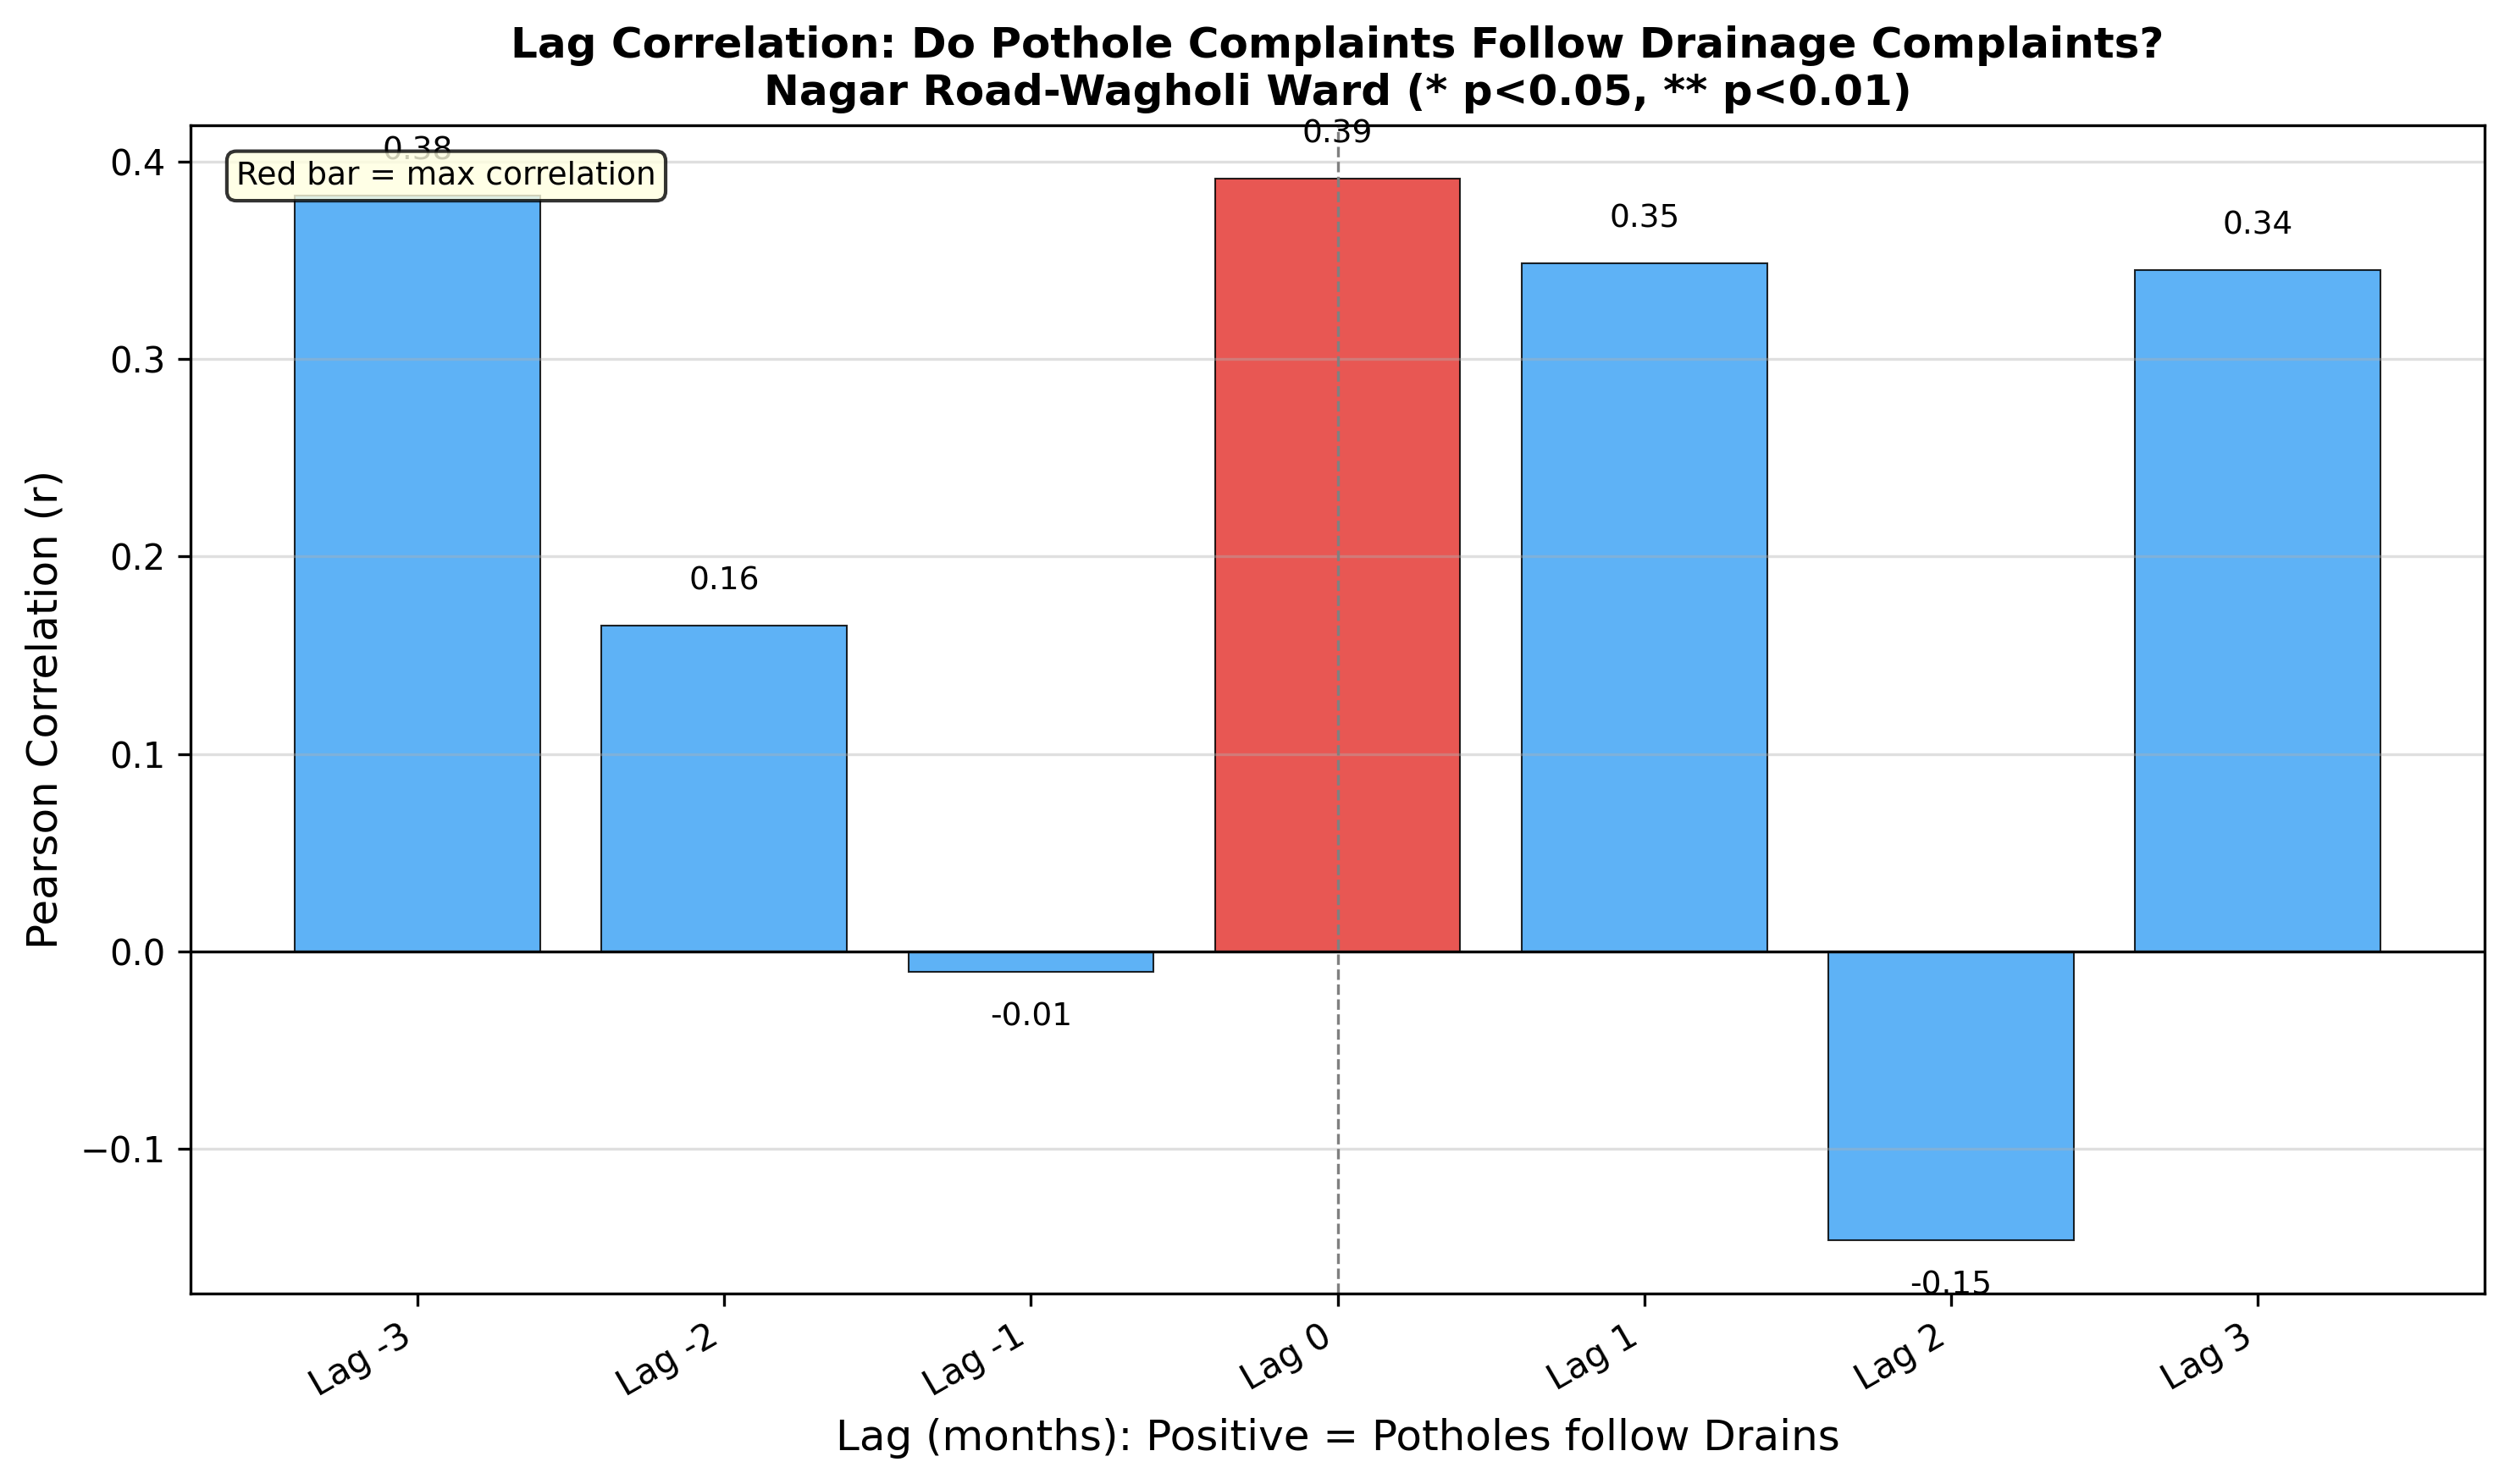 Lag Correlation: Do Pothole Complaints Follow Drainage Complaints?
Nagar Road-Wagholi Ward (* p<0.05, ** p<0.01)
0.38
Red bar = max correlation
0.39
0.35
0.34
0.16
-0.01
-0.15
Pearson Correlation (r)
0.4
0.3
0.2
0.1
0.0
−0.1
Lag -3
Lag -2
Lag -1
Lag 0
Lag 1
Lag 2
Lag 3
Lag (months): Positive = Potholes follow Drains